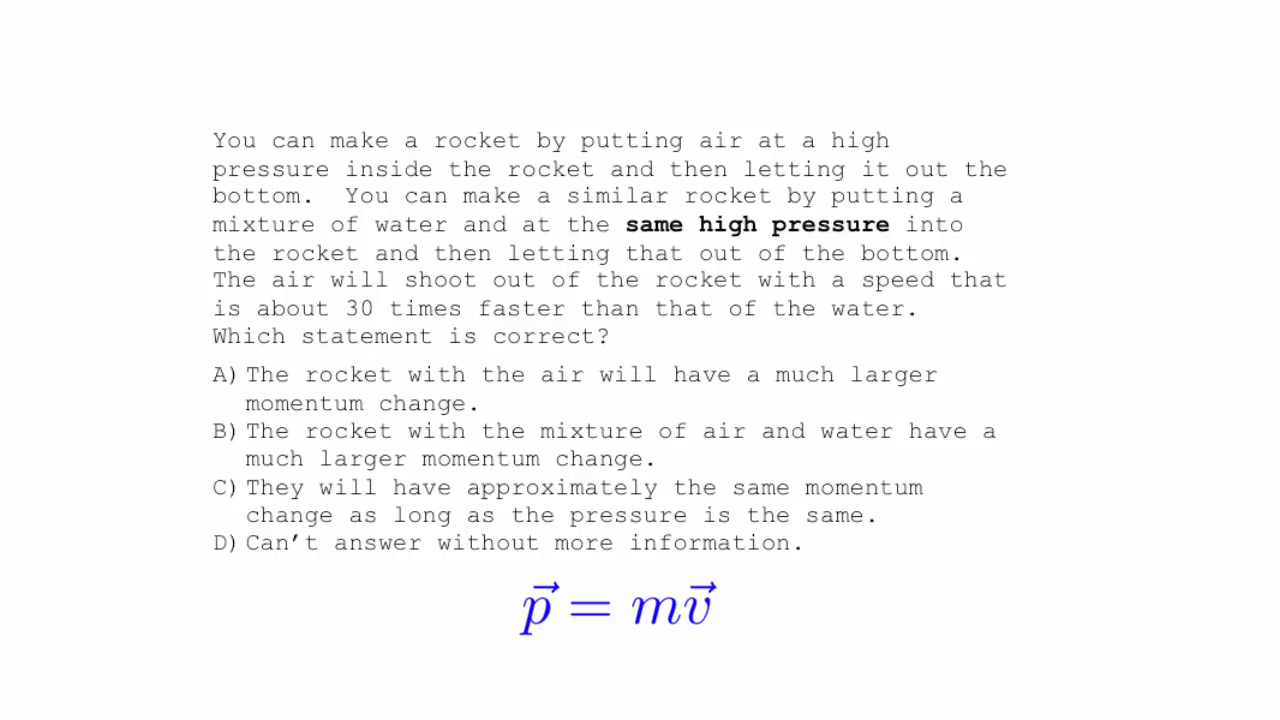 You can make a rocket by putting air at a high
pressure inside the rocket and then letting it out the
bottom. You can make a similar rocket by putting a
mixture of water and at the same high pressure into
the rocket and then letting that out of the bottom.
The air will shoot out of the rocket with a speed that
is about 30 times faster than that of the water.
Which statement is correct?
A) The rocket with the air will have a much larger
momentum change.
B) The rocket with the mixture of air and water have a
much larger momentum change.
C) They will have approximately the same momentum
change as long as the pressure is the same.
D) Can’t answer without more information.
$\vec{p} = m\vec{v}$